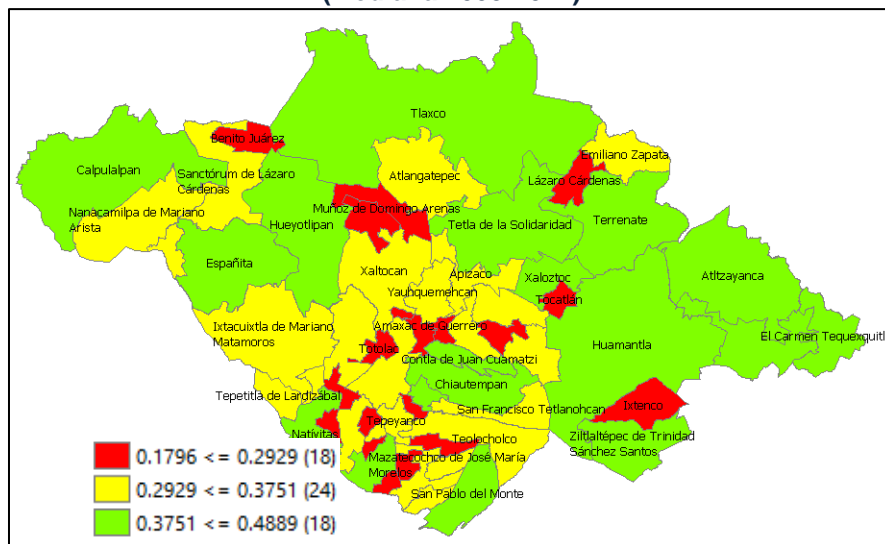 Tlaxco
Benito Juárez
Emiliano Zapata
Calpulalpan
Atlangatepec
Sanctórum de Lázaro
Cárdenas
Lázaro Cárdenas
Nanacamilpa de Mariano
Arista
Muñoz de Domingo Arenas
Hueyotlipan
Tetla de la Solidaridad
Terrenate
Españita
Xaltocan
Apizaco
Xaloztoc
Atltzayanca
Yauhquemehcan
Tocatlán
Ixtacuixtla de Mariano
Matamoros
Amaxac de Guerrero
Totolac
Contla de Juan Cuamatzi
Huamantla
El Carmen Tequexquitl
Chiautempan
Tepetitla de Lardizábal
San Francisco Tetlanohcan
Ixtenco
Nativitas
Tepeyanco
Teolocholco
Ziltlaltépec de Trinidad
Sánchez Santos
Mazatecochco de José María
Morelos
San Pablo del Monte
0.1796 <= 0.2929 (18)
0.2929 <= 0.3751 (24)
0.3751 <= 0.4889 (18)